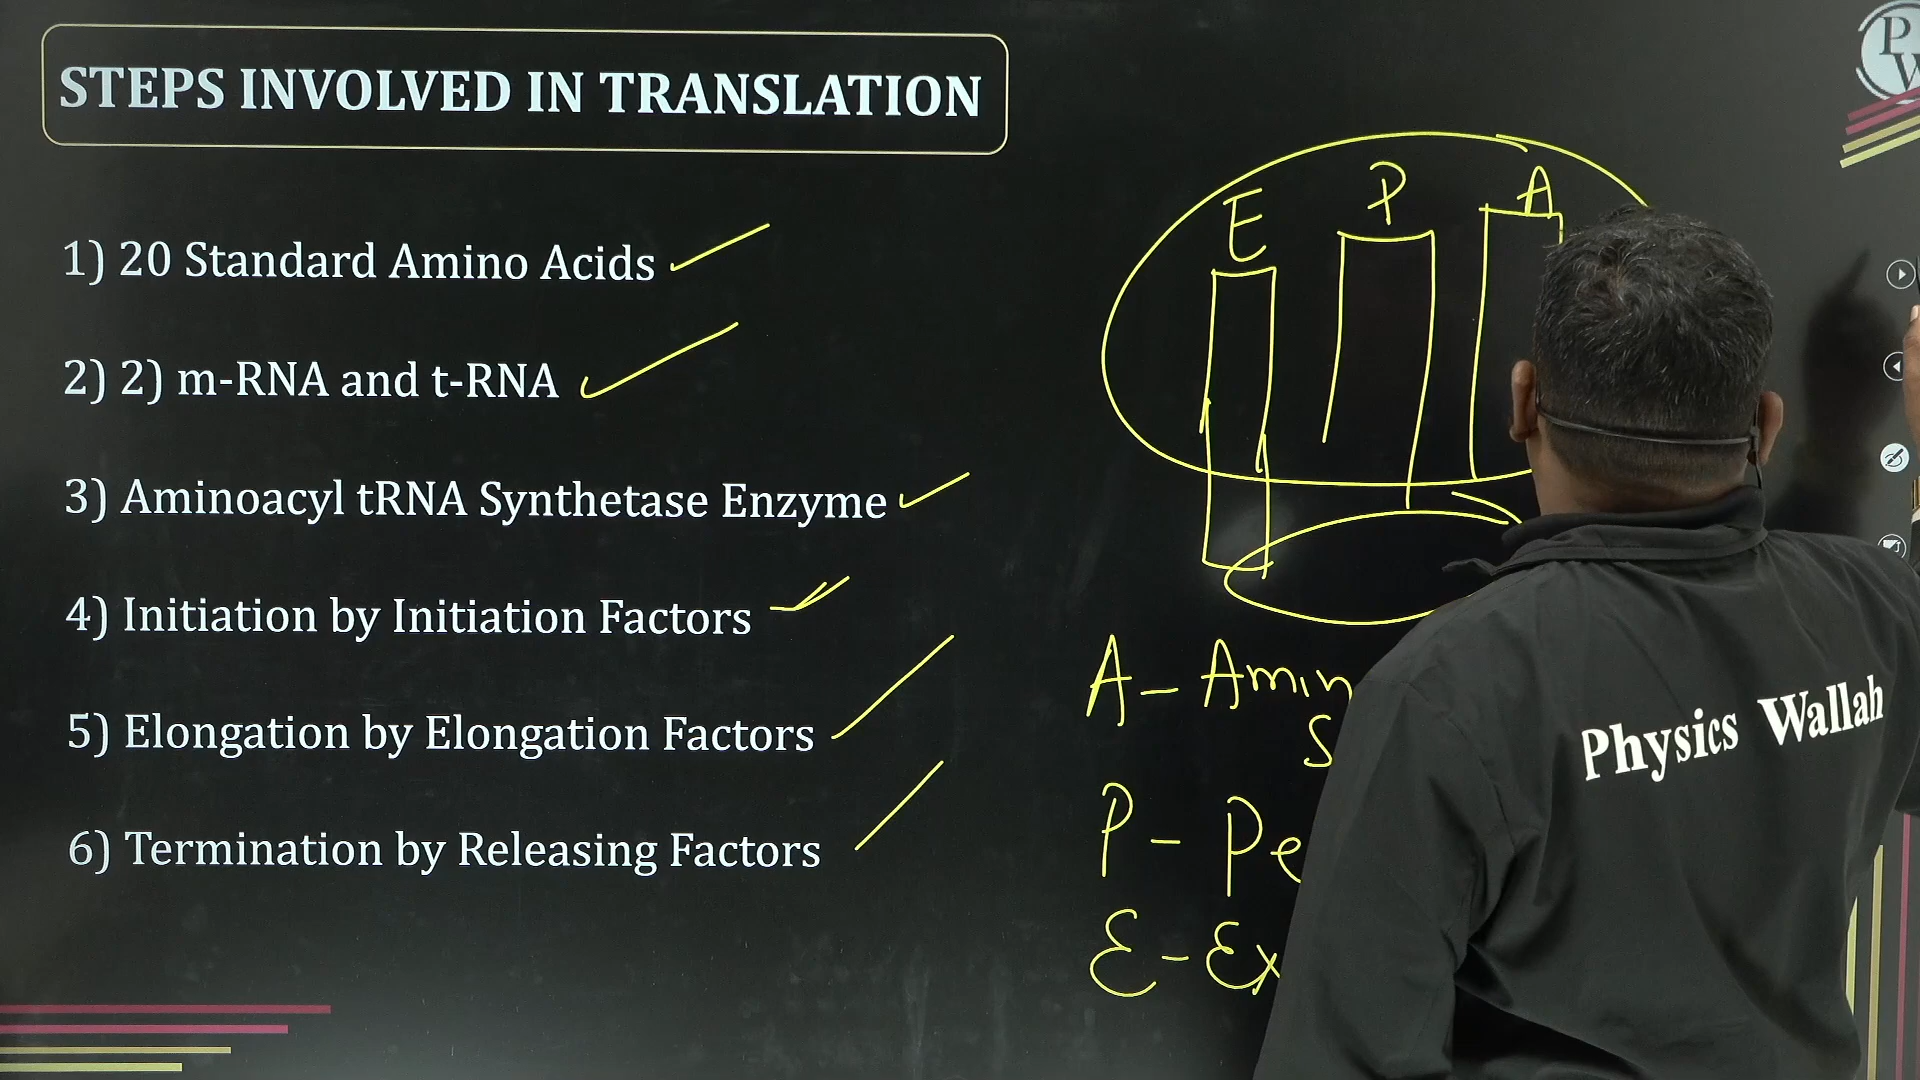 STEPS INVOLVED IN TRANSLATION
1) 20 Standard Amino Acids
2) 2) m-RNA and t-RNA
3) Aminoacyl tRNA Synthetase Enzyme
4) Initiation by Initiation Factors
5) Elongation by Elongation Factors
6) Termination by Releasing Factors
E P A
A - Amin
S
P - Pe
E - Ex
Physics Wallah
PW